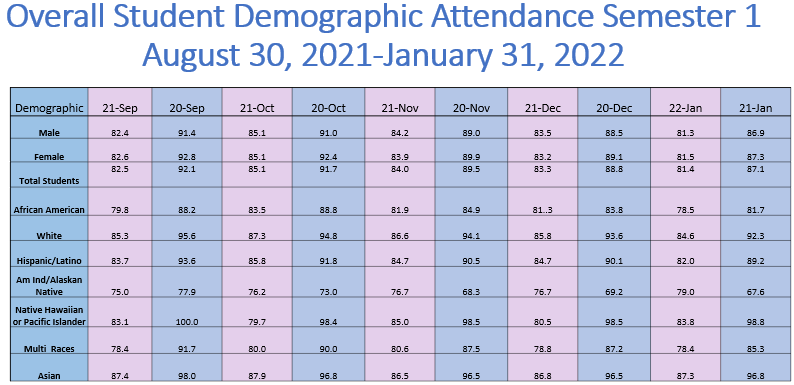 Overall Student Demographic Attendance Semester 1
August 30, 2021-January 31, 2022
Demographic 21-Sep 20-Sep 21-Oct 20-Oct 21-Nov 20-Nov 21-Dec 20-Dec 22-Jan 21-Jan
Male 82.4 91.4 85.1 91.0 84.2 89.0 83.5 88.5 81.3 86.9
Female 82.6 92.8 85.1 92.4 83.9 89.9 83.2 89.1 81.5 87.3
Total Students 82.5 92.1 85.1 91.7 84.0 89.5 83.3 88.8 81.4 87.1
African American 79.8 88.2 83.5 88.8 81.9 84.9 81..3 83.8 78.5 81.7
White 85.3 95.6 87.3 94.8 86.6 94.1 85.8 93.6 84.6 92.3
Hispanic/Latino 83.7 93.6 85.8 91.8 84.7 90.5 84.7 90.1 82.0 89.2
Am Ind/Alaskan
Native 75.0 77.9 76.2 73.0 76.7 68.3 76.7 69.2 79.0 67.6
Native Hawaiian
or Pacific Islander 83.1 100.0 79.7 98.4 85.0 98.5 80.5 98.5 83.8 98.8
Multi Races 78.4 91.7 80.0 90.0 80.6 87.5 78.8 87.2 78.4 85.3
Asian 87.4 98.0 87.9 96.8 86.5 96.5 86.8 96.5 87.3 96.8